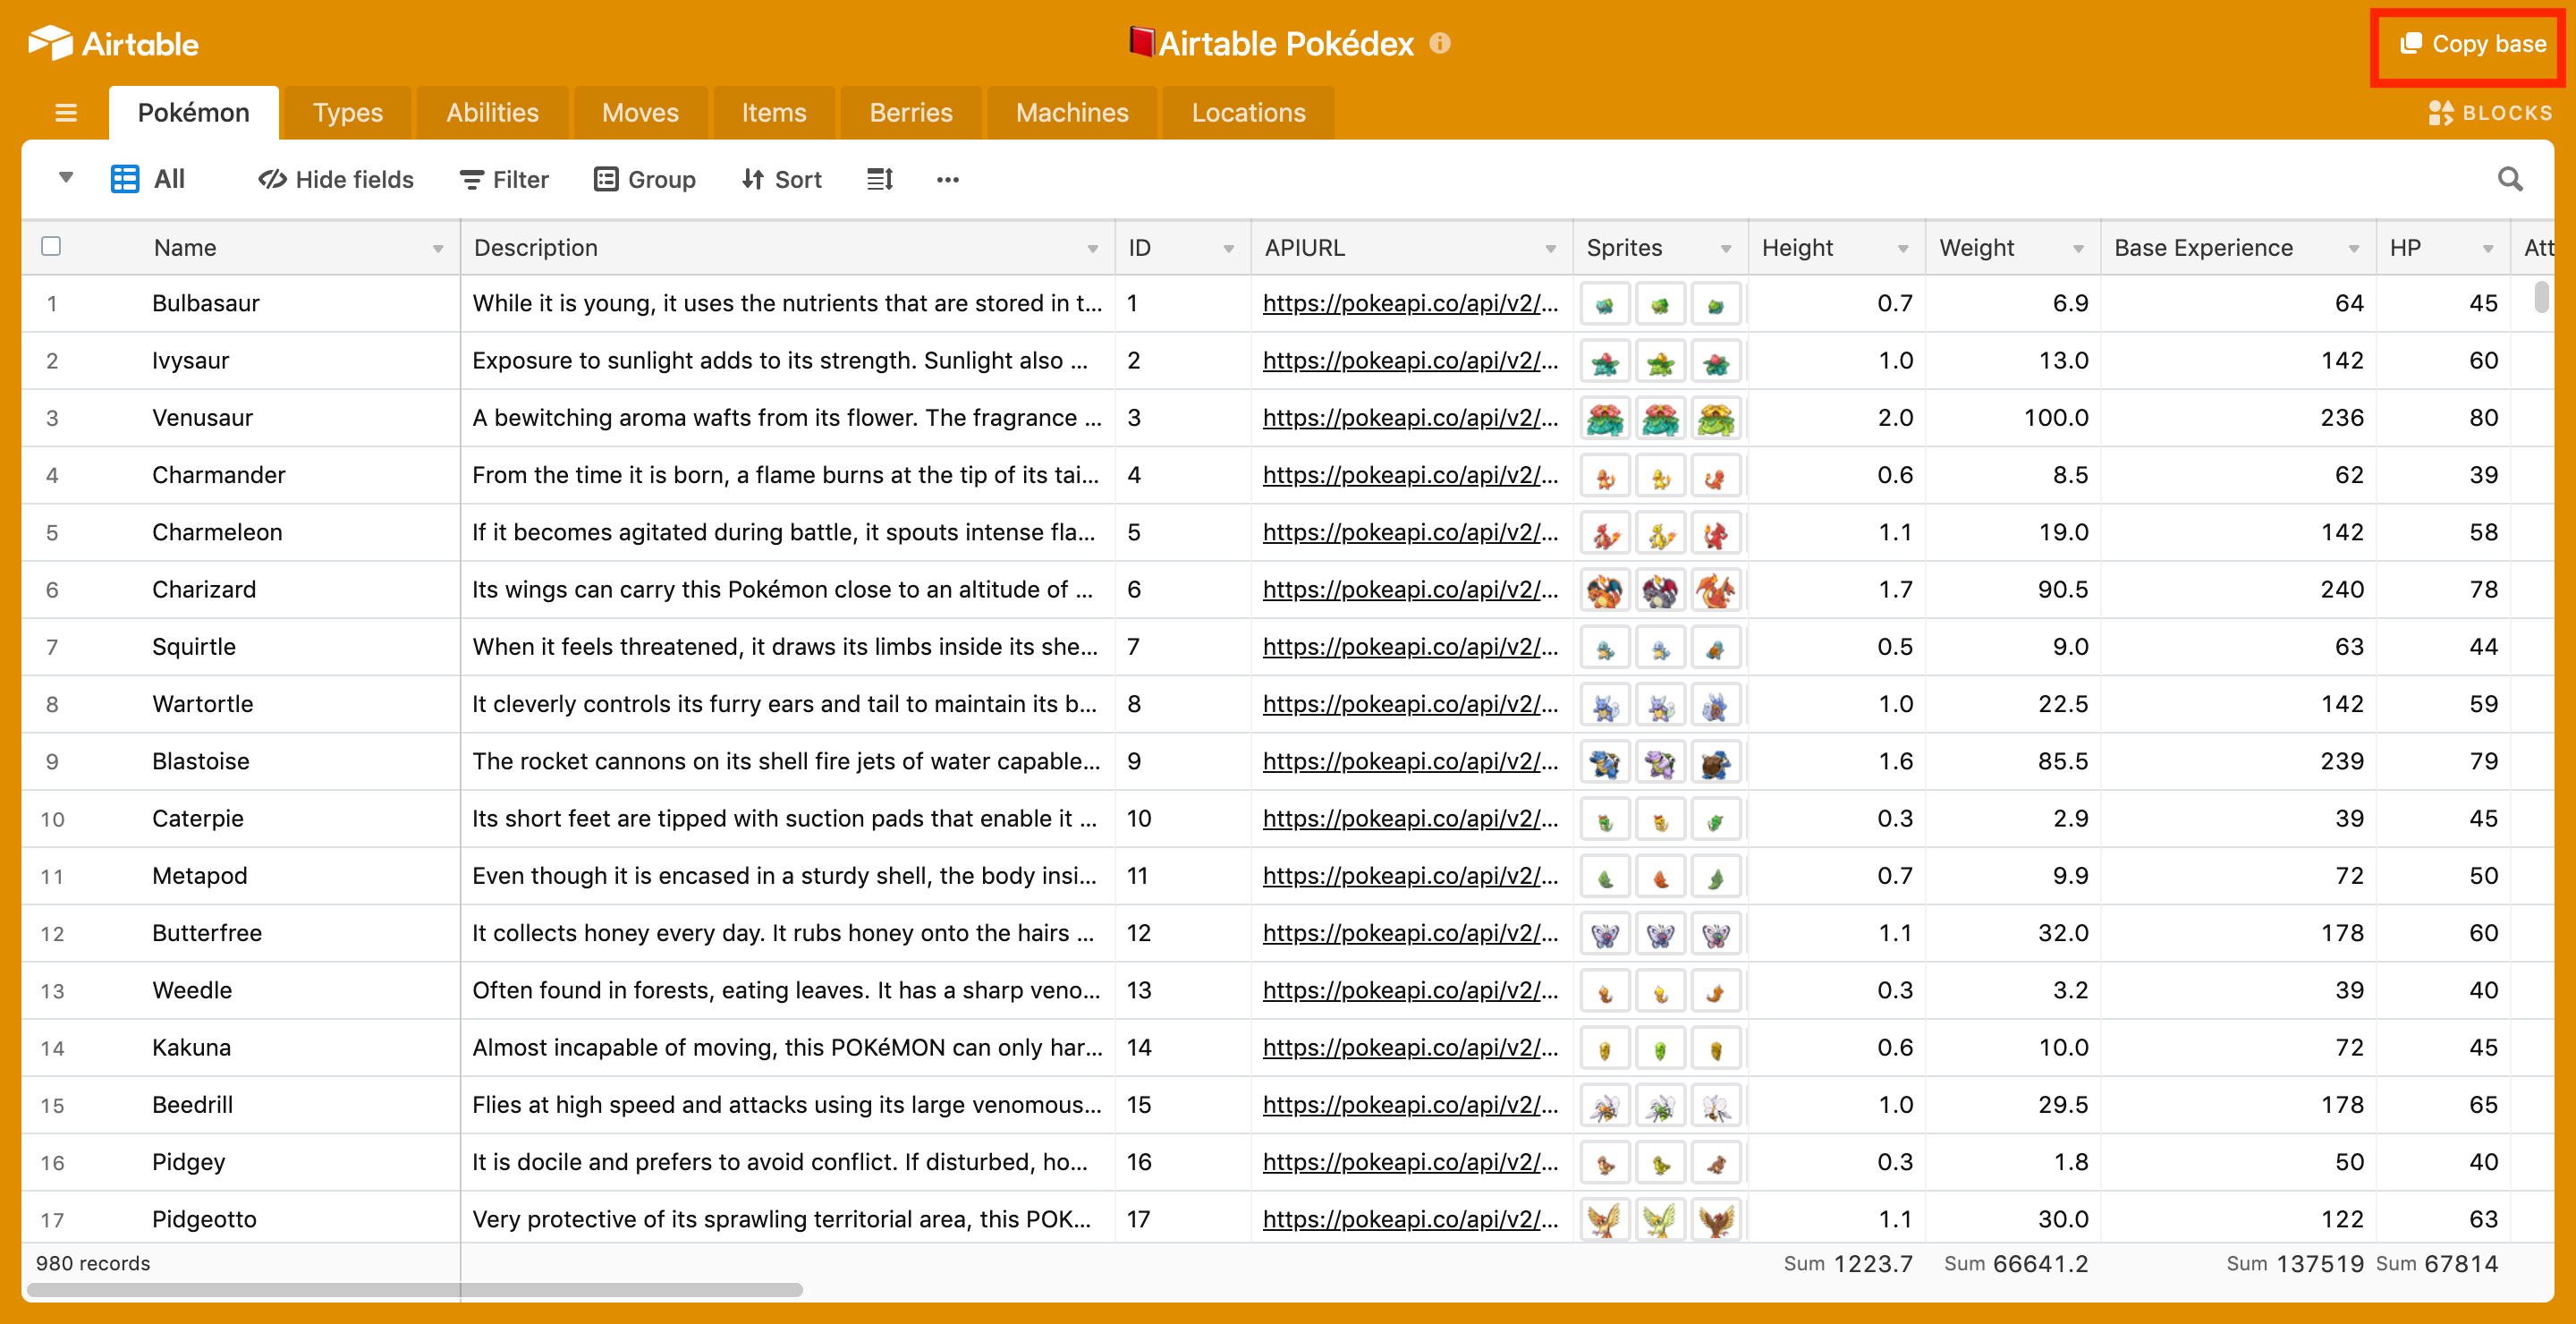 Airtable
Airtable Pokédex
Copy base
Pokémon Types Abilities Moves Items Berries Machines Locations
BLOCKS
All Hide fields Filter Group Sort
Name Description ID APIURL Sprites Height Weight Base Experience HP Att
1 Bulbasaur While it is young, it uses the nutrients that are stored in t... 1 https://pokeapi.co/api/v2/... 0.7 6.9 64 45
2 Ivysaur Exposure to sunlight adds to its strength. Sunlight also ... 2 https://pokeapi.co/api/v2/... 1.0 13.0 142 60
3 Venusaur A bewitching aroma wafts from its flower. The fragrance ... 3 https://pokeapi.co/api/v2/... 2.0 100.0 236 80
4 Charmander From the time it is born, a flame burns at the tip of its tai... 4 https://pokeapi.co/api/v2/... 0.6 8.5 62 39
5 Charmeleon If it becomes agitated during battle, it spouts intense fla... 5 https://pokeapi.co/api/v2/... 1.1 19.0 142 58
6 Charizard Its wings can carry this Pokémon close to an altitude of ... 6 https://pokeapi.co/api/v2/... 1.7 90.5 240 78
7 Squirtle When it feels threatened, it draws its limbs inside its she... 7 https://pokeapi.co/api/v2/... 0.5 9.0 63 44
8 Wartortle It cleverly controls its furry ears and tail to maintain its b... 8 https://pokeapi.co/api/v2/... 1.0 22.5 142 59
9 Blastoise The rocket cannons on its shell fire jets of water capable... 9 https://pokeapi.co/api/v2/... 1.6 85.5 239 79
10 Caterpie Its short feet are tipped with suction pads that enable it ... 10 https://pokeapi.co/api/v2/... 0.3 2.9 39 45
11 Metapod Even though it is encased in a sturdy shell, the body insi... 11 https://pokeapi.co/api/v2/... 0.7 9.9 72 50
12 Butterfree It collects honey every day. It rubs honey onto the hairs ... 12 https://pokeapi.co/api/v2/... 1.1 32.0 178 60
13 Weedle Often found in forests, eating leaves. It has a sharp veno... 13 https://pokeapi.co/api/v2/... 0.3 3.2 39 40
14 Kakuna Almost incapable of moving, this POKéMON can only har... 14 https://pokeapi.co/api/v2/... 0.6 10.0 72 45
15 Beedrill Flies at high speed and attacks using its large venomous... 15 https://pokeapi.co/api/v2/... 1.0 29.5 178 65
16 Pidgey It is docile and prefers to avoid conflict. If disturbed, ho... 16 https://pokeapi.co/api/v2/... 0.3 1.8 50 40
17 Pidgeotto Very protective of its sprawling territorial area, this POK... 17 https://pokeapi.co/api/v2/... 1.1 30.0 122 63
980 records Sum 1223.7 Sum 66641.2 Sum 137519 Sum 67814